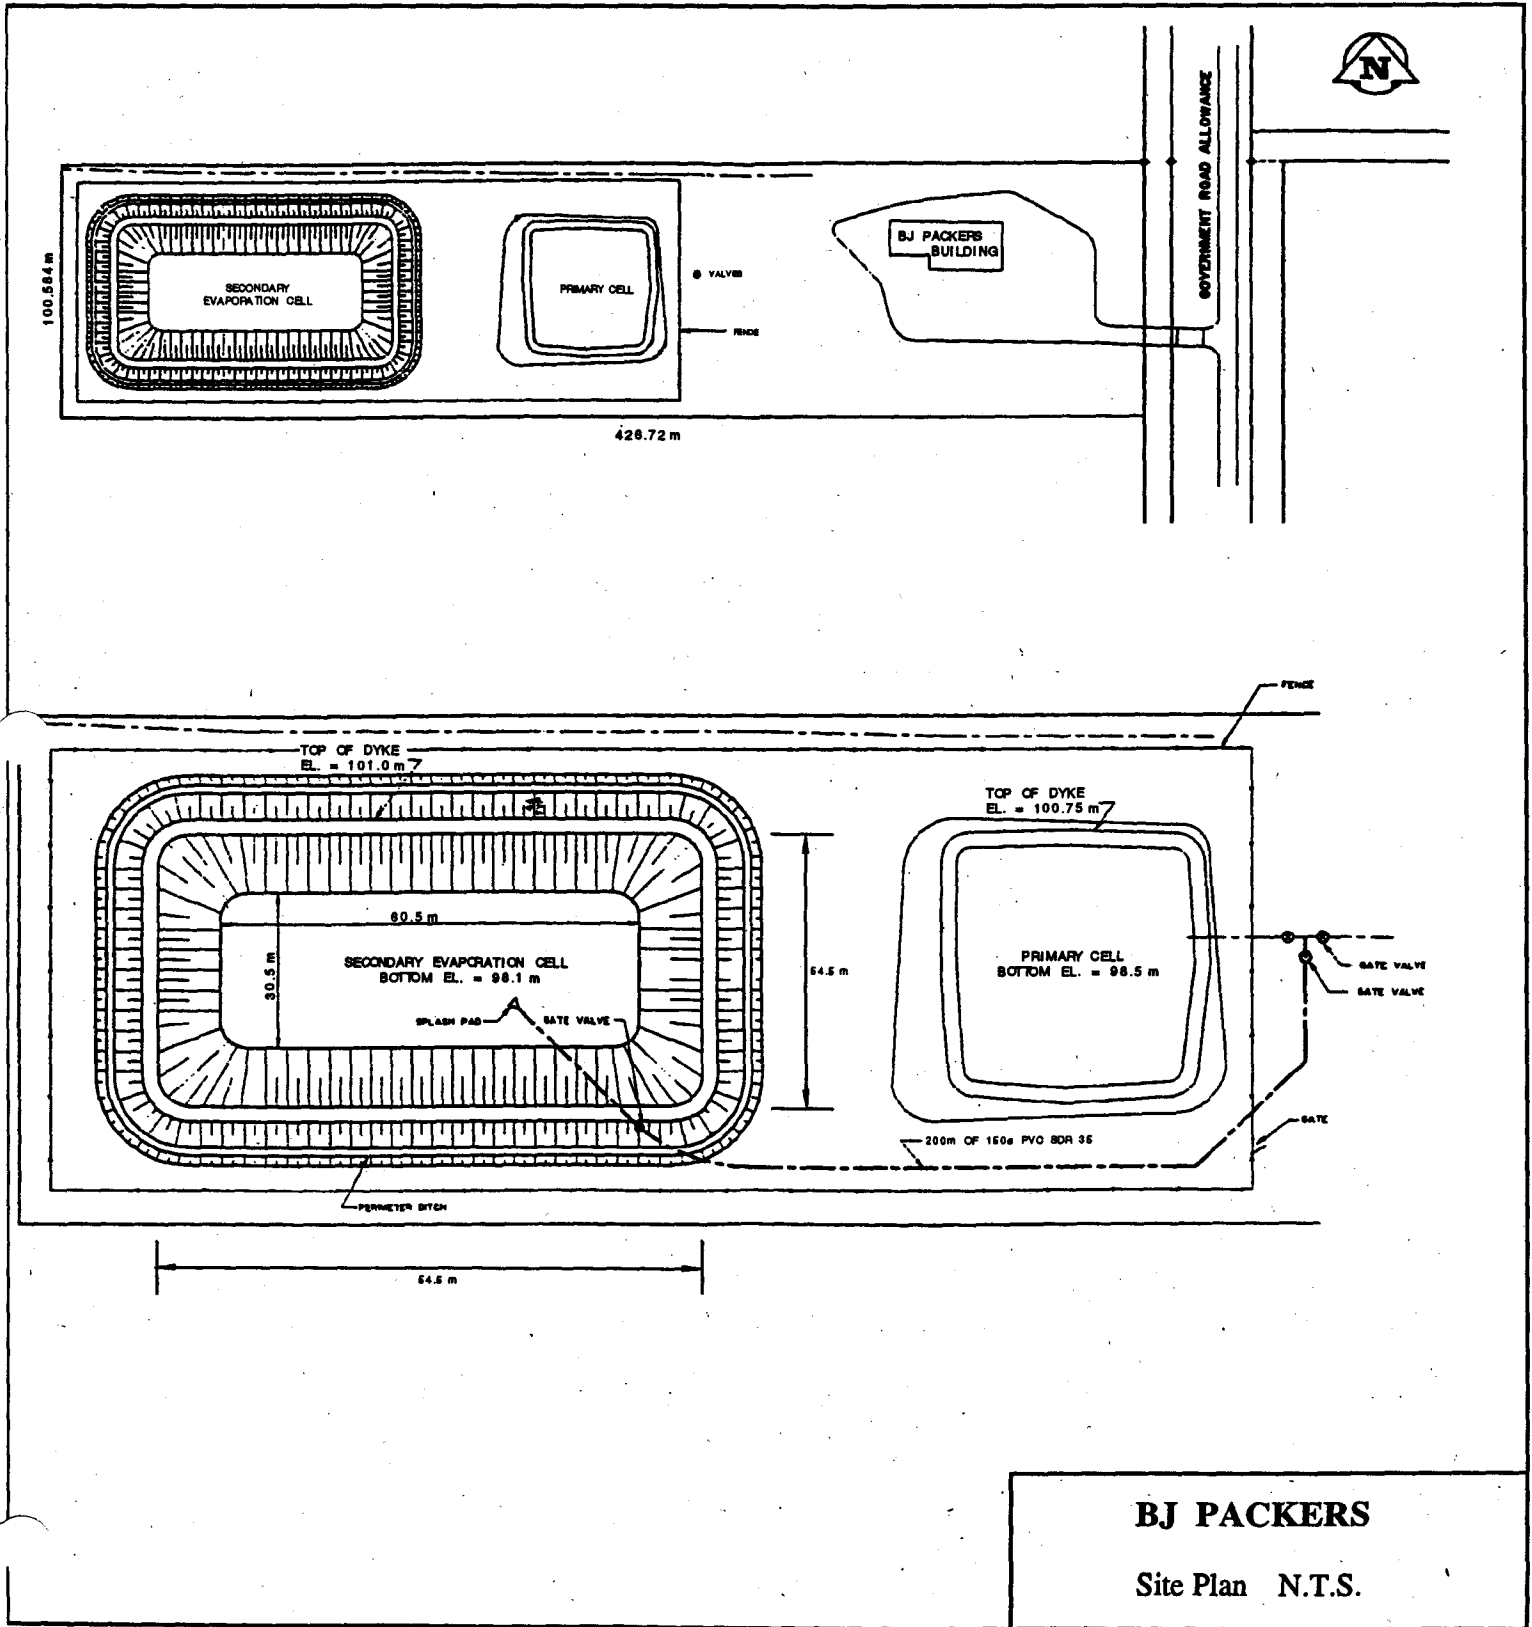 N
GOVERNMENT ROAD ALLOWANCE
BJ PACKERS
BUILDING
100.584 m
SECONDARY
EVAPORATION CELL
PRIMARY CELL
VALVES
FENCE
426.72 m
FENCE
TOP OF DYKE
EL. = 101.0 m
TOP OF DYKE
EL. = 100.75 m
60.5 m
30.5 m
SECONDARY EVAPORATION CELL
BOTTOM EL. = 98.1 m
54.5 m
PRIMARY CELL
BOTTOM EL. = 98.5 m
GATE VALVE
GATE VALVE
SPLASH PAD
GATE VALVE
GATE
200m OF 150ø PVC SDR 35
PERIMETER DITCH
54.5 m
BJ PACKERS
Site Plan N.T.S.